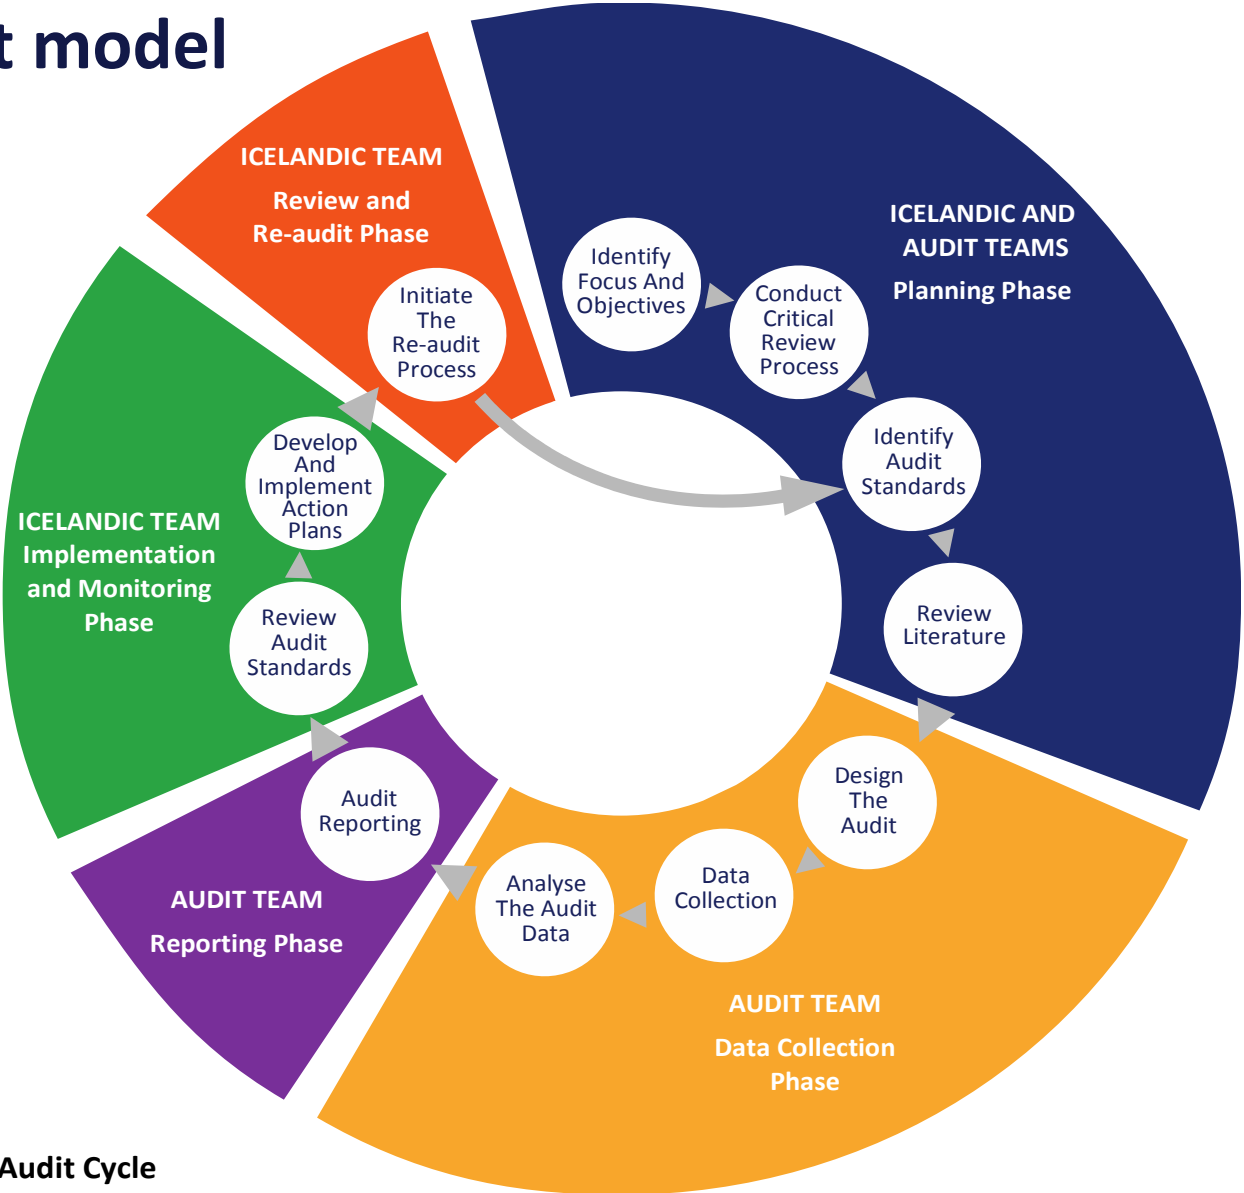 t model
ICELANDIC TEAM
Review and
Re-audit Phase
Initiate
The
Re-audit
Process
ICELANDIC AND
AUDIT TEAMS
Planning Phase
Identify
Focus And
Objectives
Conduct
Critical
Review
Process
Identify
Audit
Standards
Review
Literature
Design
The
Audit
Data
Collection
Analyse
The Audit
Data
AUDIT TEAM
Data Collection
Phase
Audit
Reporting
AUDIT TEAM
Reporting Phase
Review
Audit
Standards
Develop
And
Implement
Action
Plans
ICELANDIC TEAM
Implementation
and Monitoring
Phase
Audit Cycle